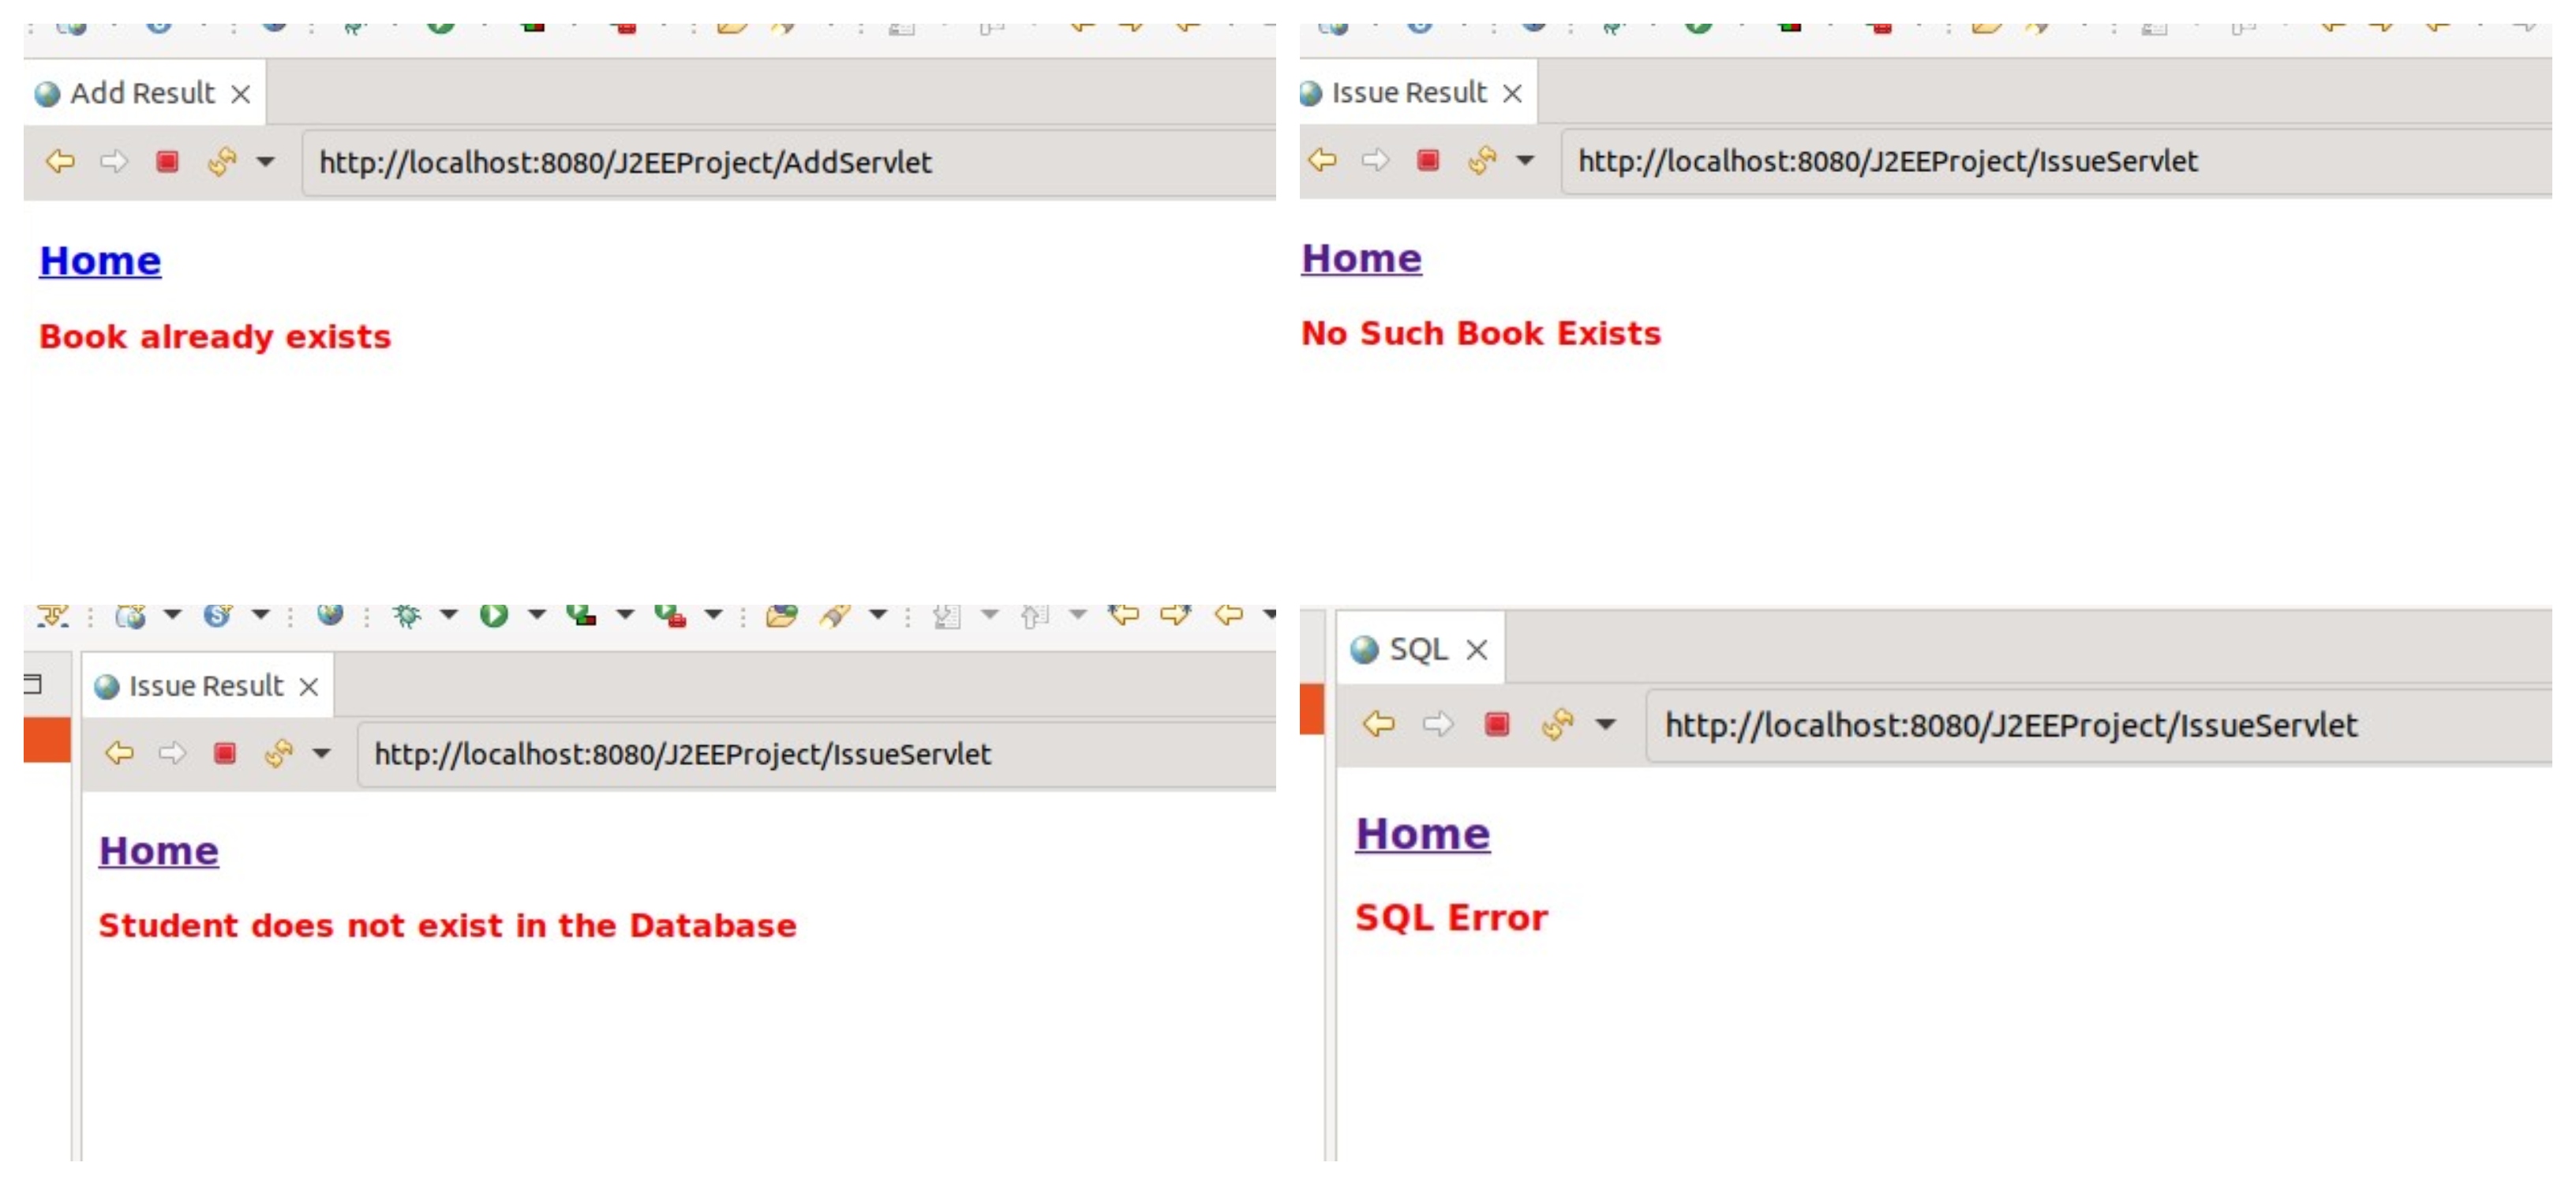 Add Result
http://localhost:8080/J2EEProject/AddServlet
Home
Book already exists
Issue Result
http://localhost:8080/J2EEProject/IssueServlet
Home
No Such Book Exists
Issue Result
http://localhost:8080/J2EEProject/IssueServlet
Home
Student does not exist in the Database
SQL
http://localhost:8080/J2EEProject/IssueServlet
Home
SQL Error